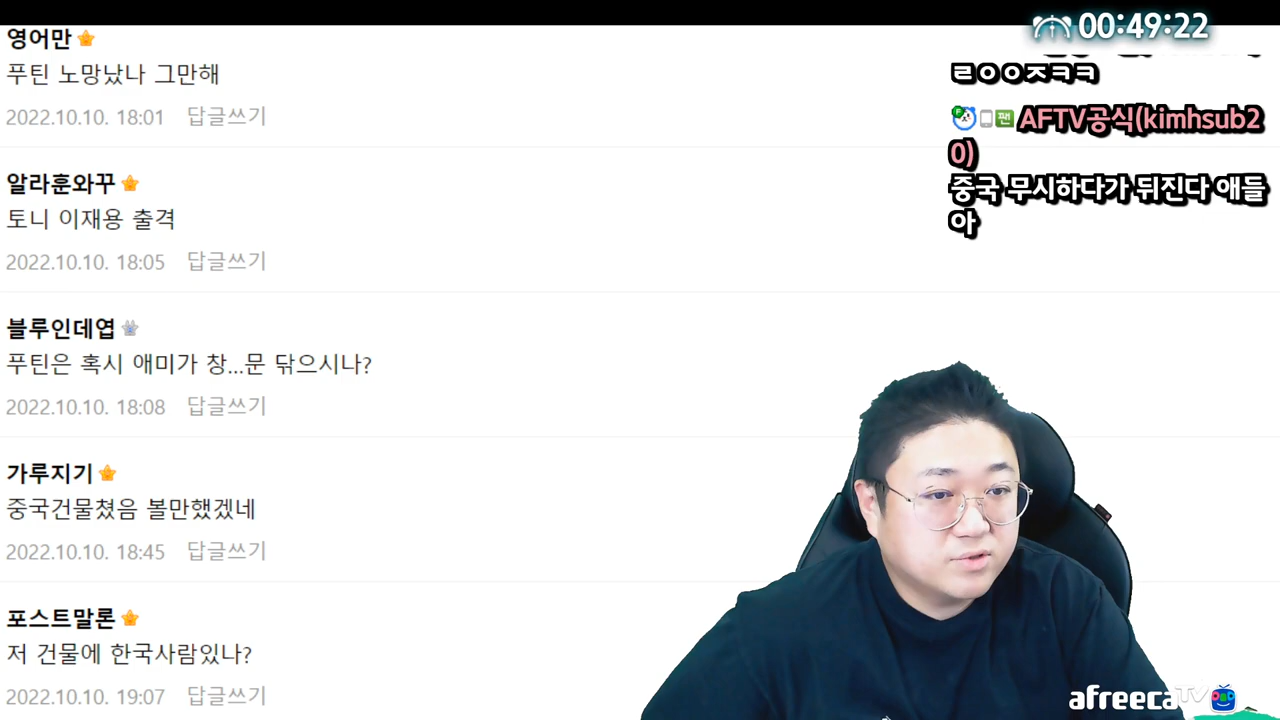 영어만
푸틴 노망났나 그만해
2022.10.10. 18:01 답글쓰기
알라훈와꾸
토니 이재용 출격
2022.10.10. 18:05 답글쓰기
블루인데엽
푸틴은 혹시 애미가 창...문 닦으시나?
2022.10.10. 18:08 답글쓰기
가루지기
중국건물쳤음 볼만했겠네
2022.10.10. 18:45 답글쓰기
포스트말론
저 건물에 한국사람있나?
2022.10.10. 19:07 답글쓰기
00:49:22
ㄹㅇㅇㅈㅋㅋ
F 팬 AFTV공식(kimhsub2
0)
중국 무시하다가 뒤진다 애들
아
afreecaTV